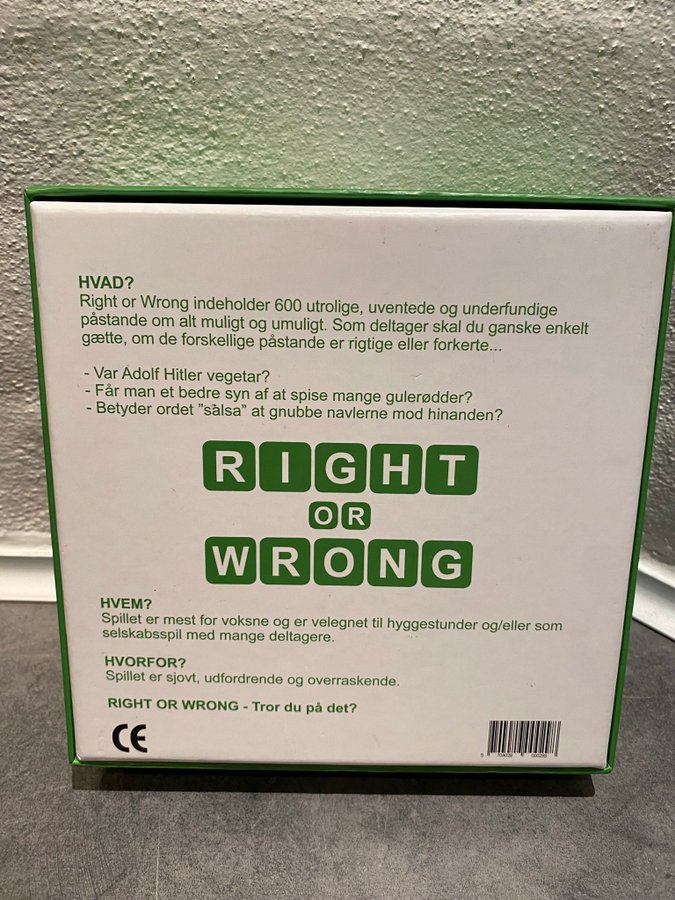 HVAD?
Right or Wrong indeholder 600 utrolige, uventede og underfundige
påstande om alt muligt og umuligt. Som deltager skal du ganske enkelt
gætte, om de forskellige påstande er rigtige eller forkerte...
- Var Adolf Hitler vegetar?
- Får man et bedre syn af at spise mange gulerødder?
- Betyder ordet ”salsa” at gnubbe navlerne mod hinanden?
RIGHT
OR
WRONG
HVEM?
Spillet er mest for voksne og er velegnet til hyggestunder og/eller som
selskabsspil med mange deltagere.
HVORFOR?
Spillet er sjovt, udfordrende og overraskende.
RIGHT OR WRONG - Tror du på det?
CE